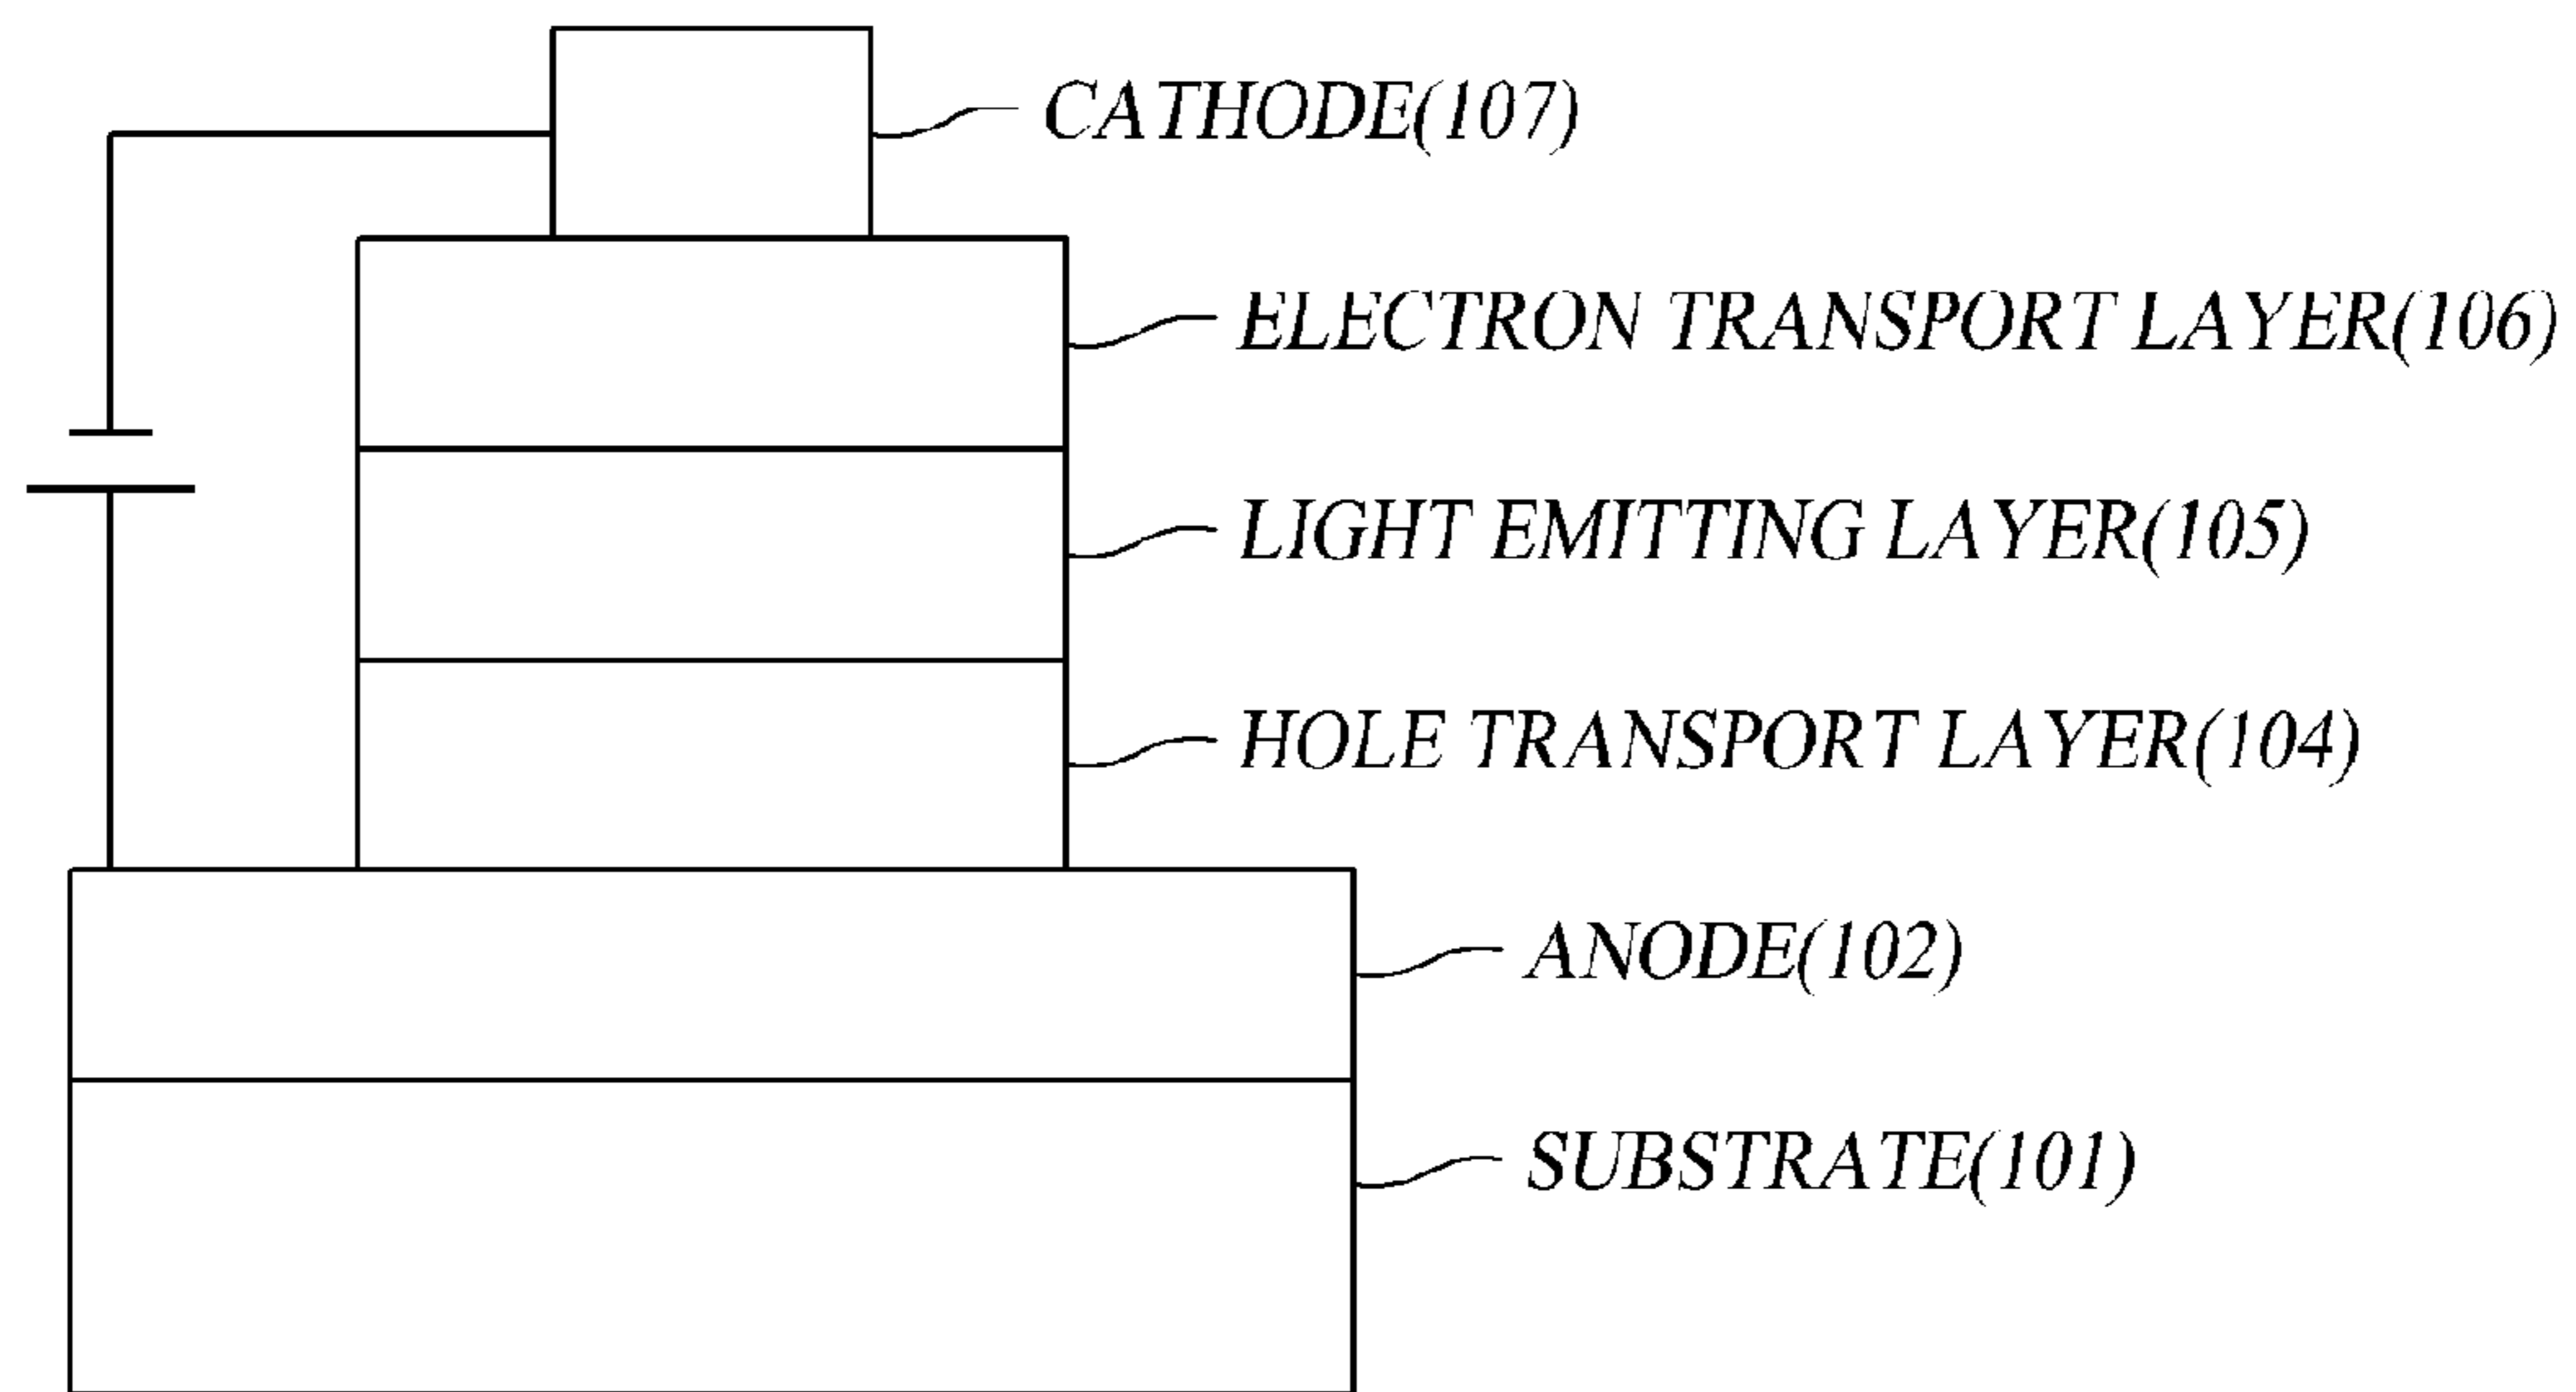 CATHODE(107)
ELECTRON TRANSPORT LAYER(106)
LIGHT EMITTING LAYER(105)
HOLE TRANSPORT LAYER(104)
ANODE(102)
SUBSTRATE(101)